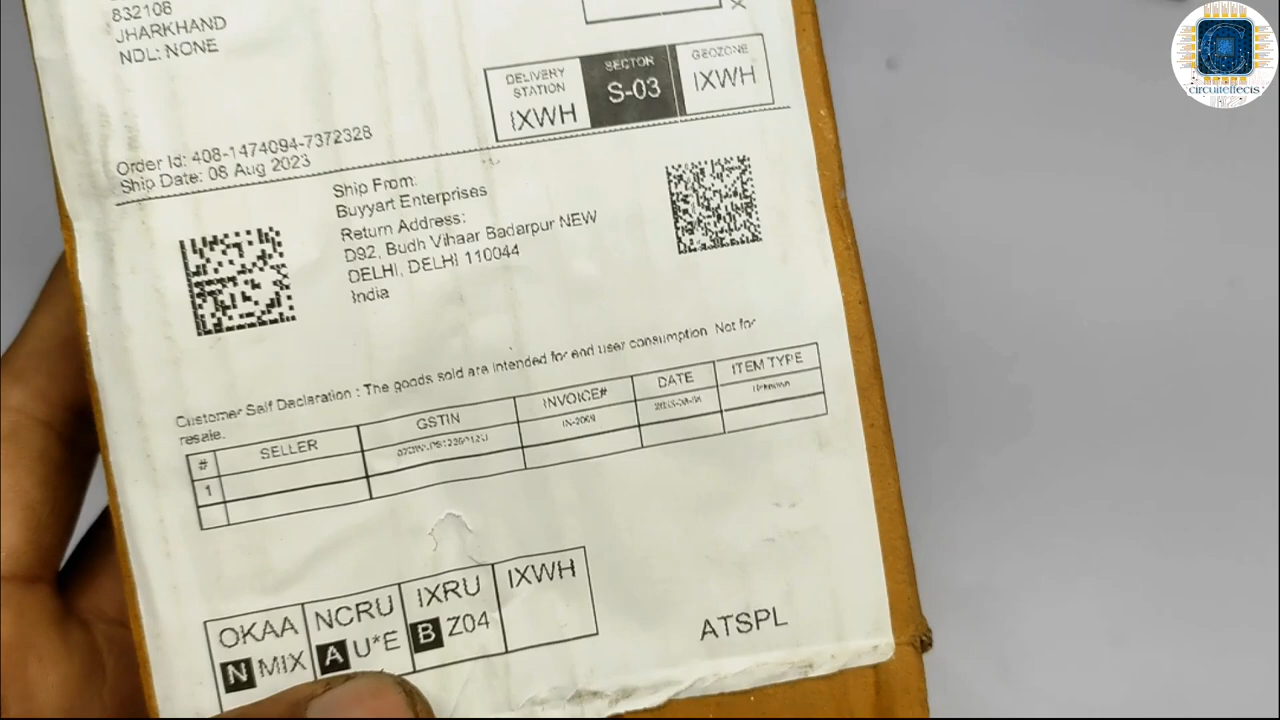 832108
JHARKHAND
NDL: NONE
X
DELIVERY STATION
IXWH
SECTOR
S-03
GEOZONE
IXWH
Order Id: 408-1474094-7372328
Ship Date: 08 Aug 2023
Ship From:
Buyyart Enterprises
Return Address:
D92, Budh Vihaar Badarpur NEW
DELHI, DELHI 110044
India
Customer Self Declaration : The goods sold are intended for end user consumption. Not for
resale.
# SELLER GSTIN INVOICE# DATE ITEM TYPE
1
OKAA NCRU IXRU IXWH
N MIX A U*E B Z04
ATSPL
circuiteffects